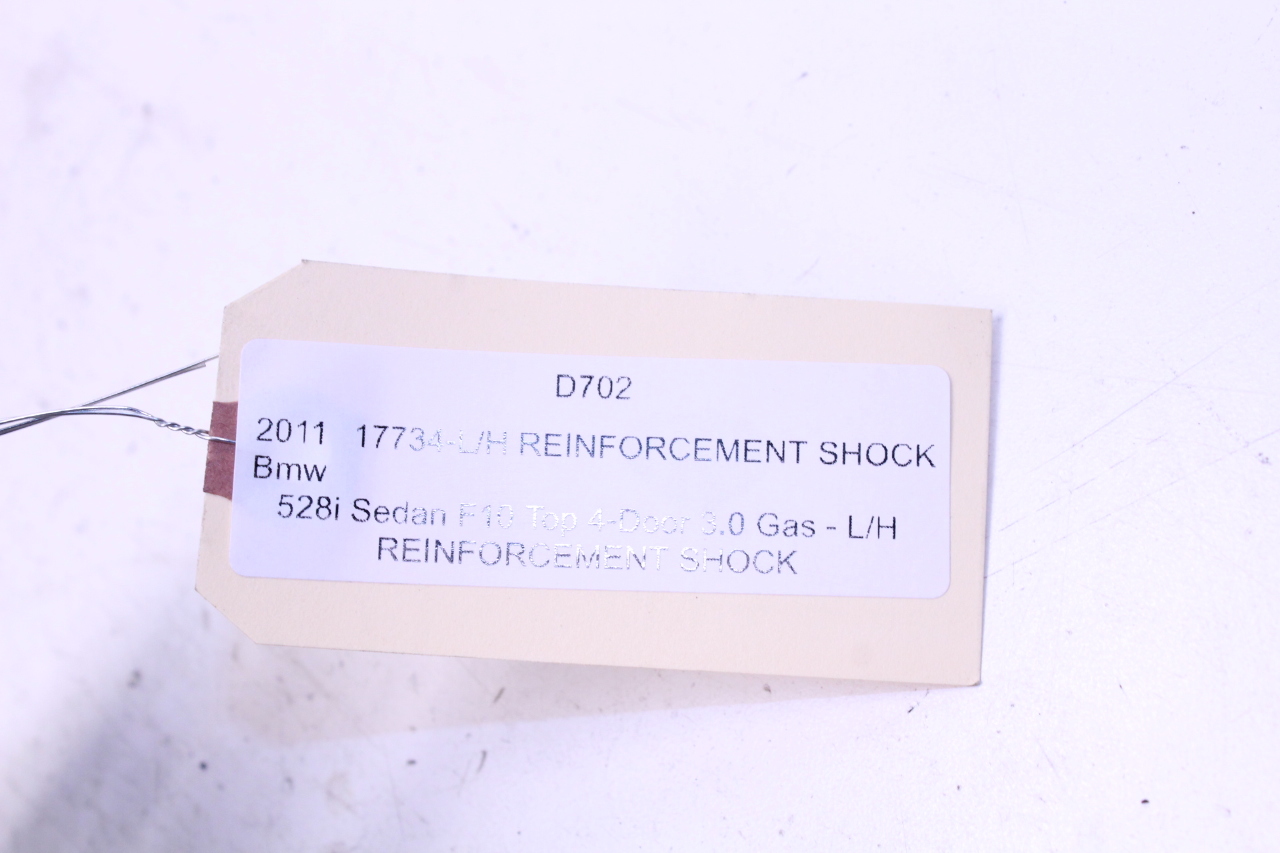 D702
2011 17734-L/H REINFORCEMENT SHOCK
Bmw
528i Sedan F10 Top 4-Door 3.0 Gas - L/H
REINFORCEMENT SHOCK